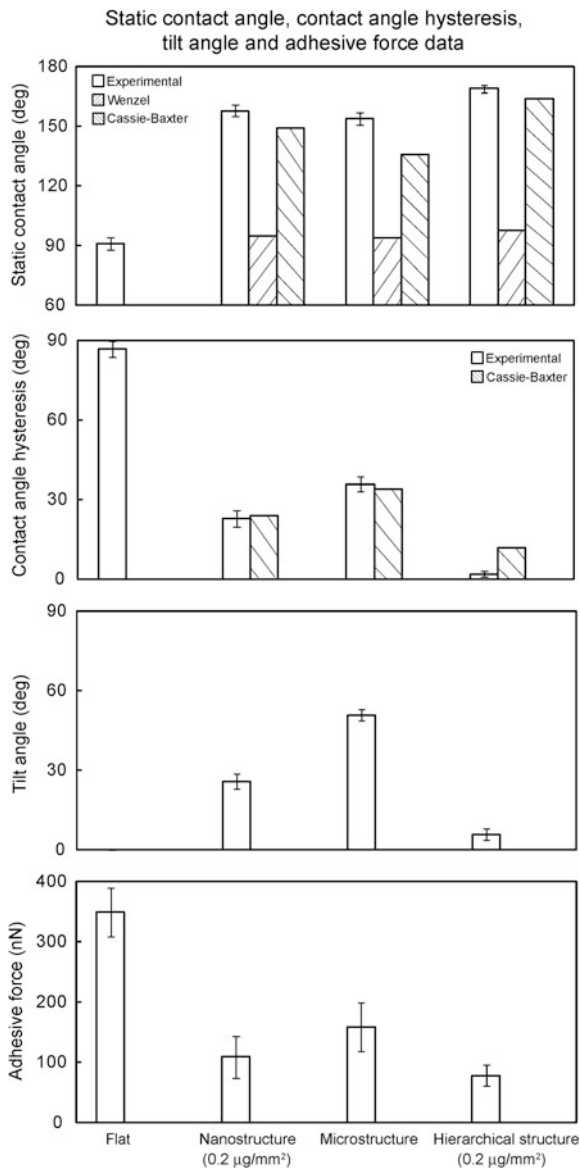 Static contact angle, contact angle hysteresis,
tilt angle and adhesive force data
Static contact angle (deg)
180
150
120
90
60
Experimental
Wenzel
Cassie-Baxter
Contact angle hysteresis (deg)
90
60
30
0
Experimental
Cassie-Baxter
Tilt angle (deg)
90
60
30
0
Adhesive force (nN)
400
300
200
100
0
Flat
Nanostructure
(0.2 μg/mm²)
Microstructure
Hierarchical structure
(0.2 μg/mm²)